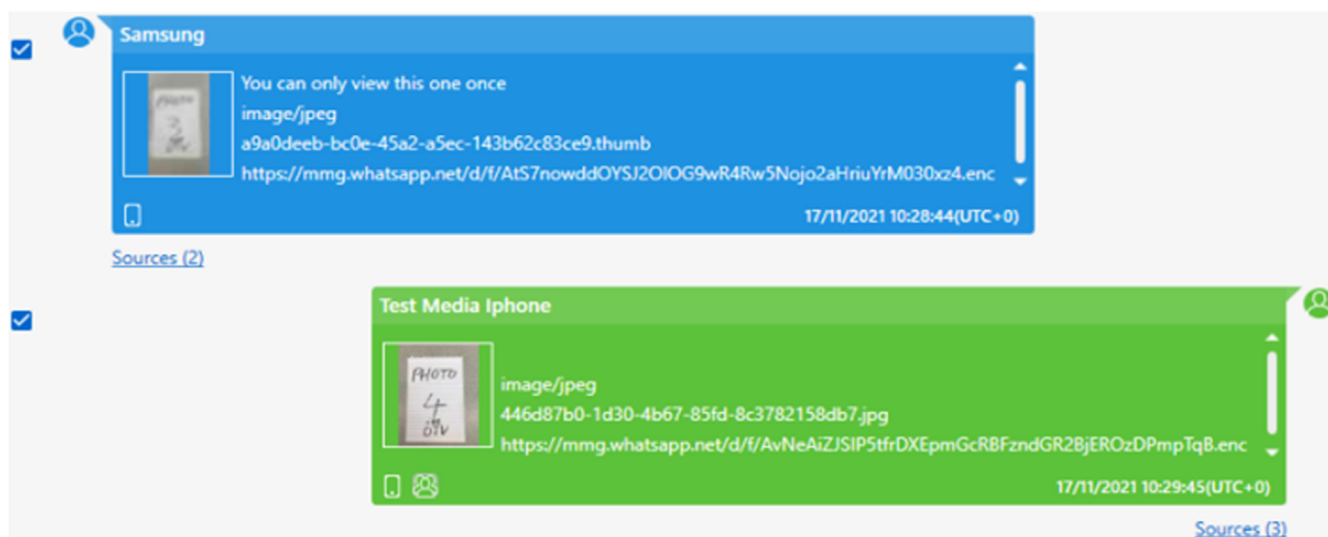 Samsung
You can only view this one once
image/jpeg
a9a0deeb-bc0e-45a2-a5ec-143b62c83ce9.thumb
https://mmg.whatsapp.net/d/f/AtS7nowddOYSJ2OlOG9wR4Rw5Nojo2aHriuYrM030xz4.enc
PHOTO
17/11/2021 10:28:44(UTC+0)
Sources (2)
Test Media Iphone
PHOTO
4
OTV
image/jpeg
446d87b0-1d30-4b67-85fd-8c3782158db7.jpg
https://mmg.whatsapp.net/d/f/AvNeAiZJSIP5tfrDXEpmGcRBFzndGR2BjEROzDPmpTqB.enc
17/11/2021 10:29:45(UTC+0)
Sources (3)